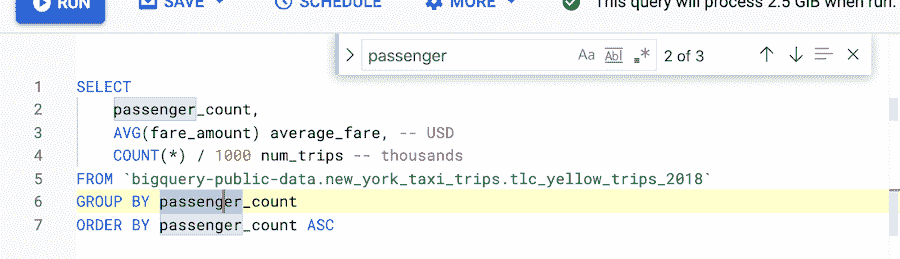 RUN SAVE SCHEDULE MORE This query will process 2.5 GiB when run.
passenger Aa Abl .* 2 of 3
1 SELECT
2 passenger_count,
3 AVG(fare_amount) average_fare, -- USD
4 COUNT(*) / 1000 num_trips -- thousands
5 FROM `bigquery-public-data.new_york_taxi_trips.tlc_yellow_trips_2018`
6 GROUP BY passenger_count
7 ORDER BY passenger_count ASC